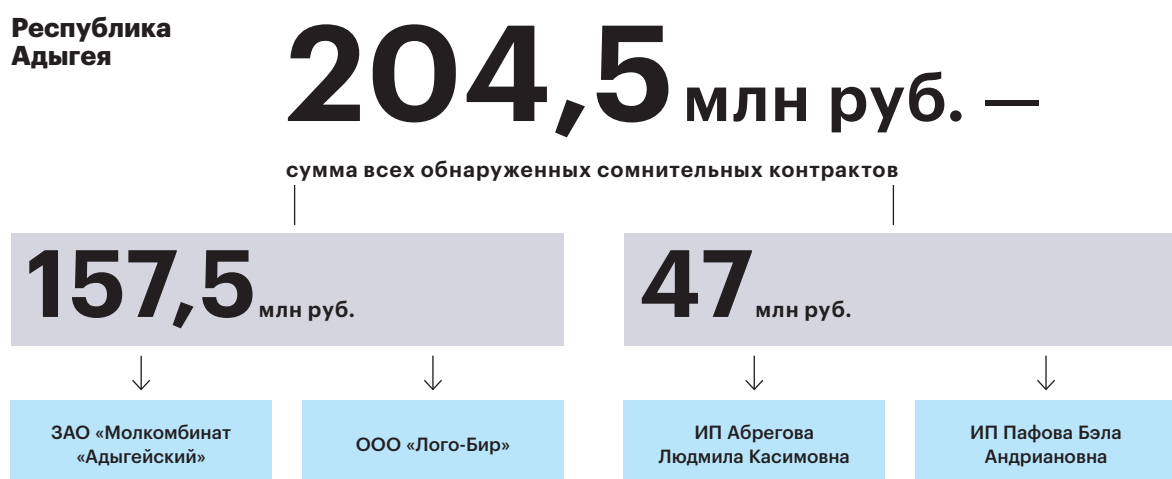 Республика
Адыгея
204,5 млн руб. —
сумма всех обнаруженных сомнительных контрактов
157,5 млн руб.
47 млн руб.
ЗАО «Молкомбинат
«Адыгейский»
ООО «Лого-Бир»
ИП Абрегова
Людмила Касимовна
ИП Пафова Бэла
Андриановна